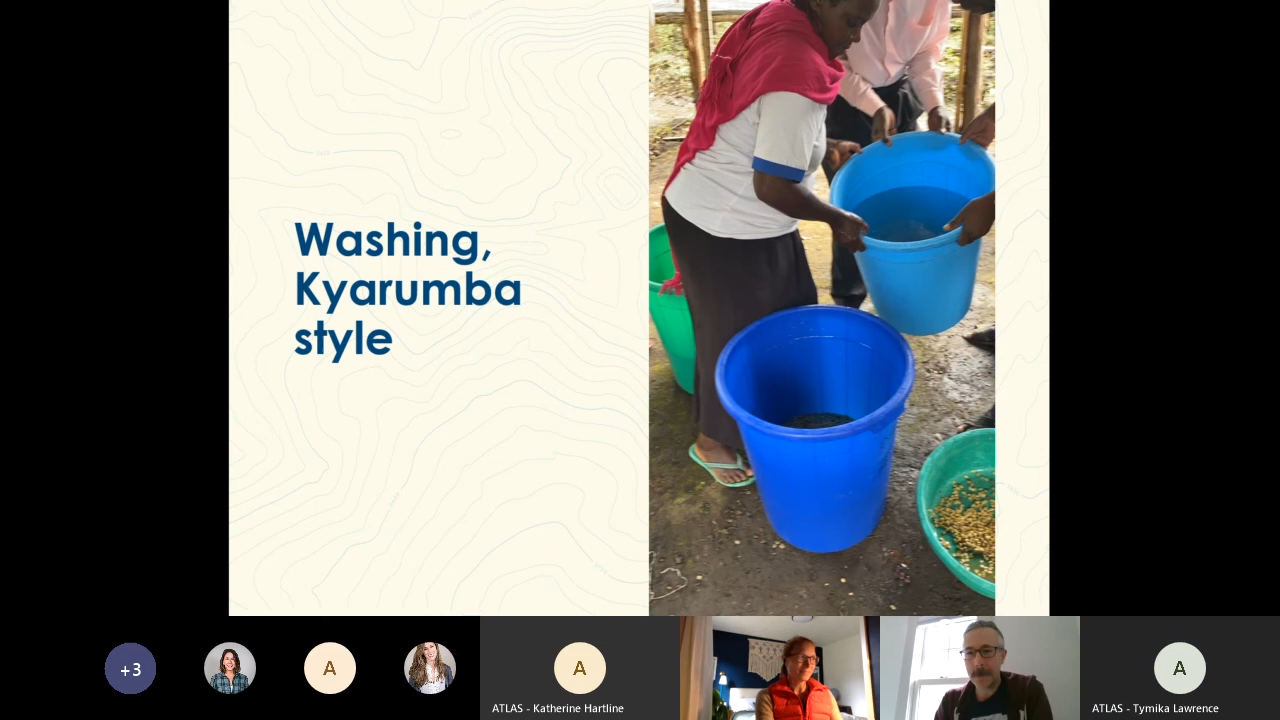 Washing,
Kyarumba
style
+3
A
A
ATLAS - Katherine Hartline
A
ATLAS - Tymika Lawrence